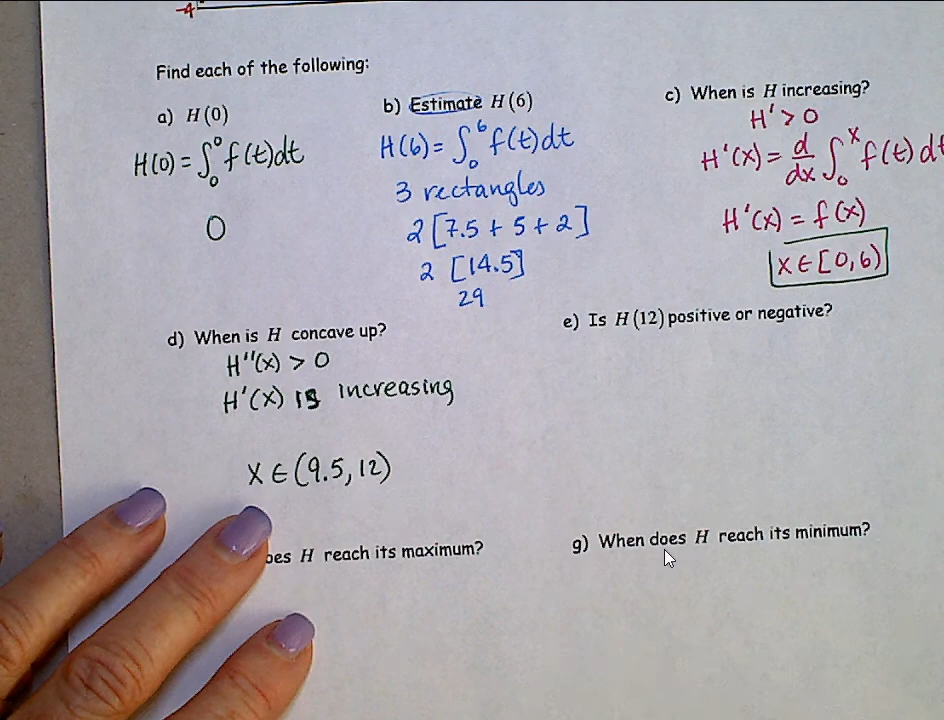 -4
Find each of the following:
a) H(0)
H(0) = ∫₀⁰ f(t)dt
0
b) Estimate H(6)
H(6) = ∫₀⁶ f(t)dt
3 rectangles
2[7.5 + 5 + 2]
2 [14.5]
29
c) When is H increasing?
H' > 0
H'(x) = d/dx ∫₀ˣ f(t) dt
H'(x) = f(x)
x ∈ [0,6)
d) When is H concave up?
H''(x) > 0
H'(x) is increasing
x ∈ (9.5, 12)
e) Is H(12) positive or negative?
H reach its maximum?
g) When does H reach its minimum?